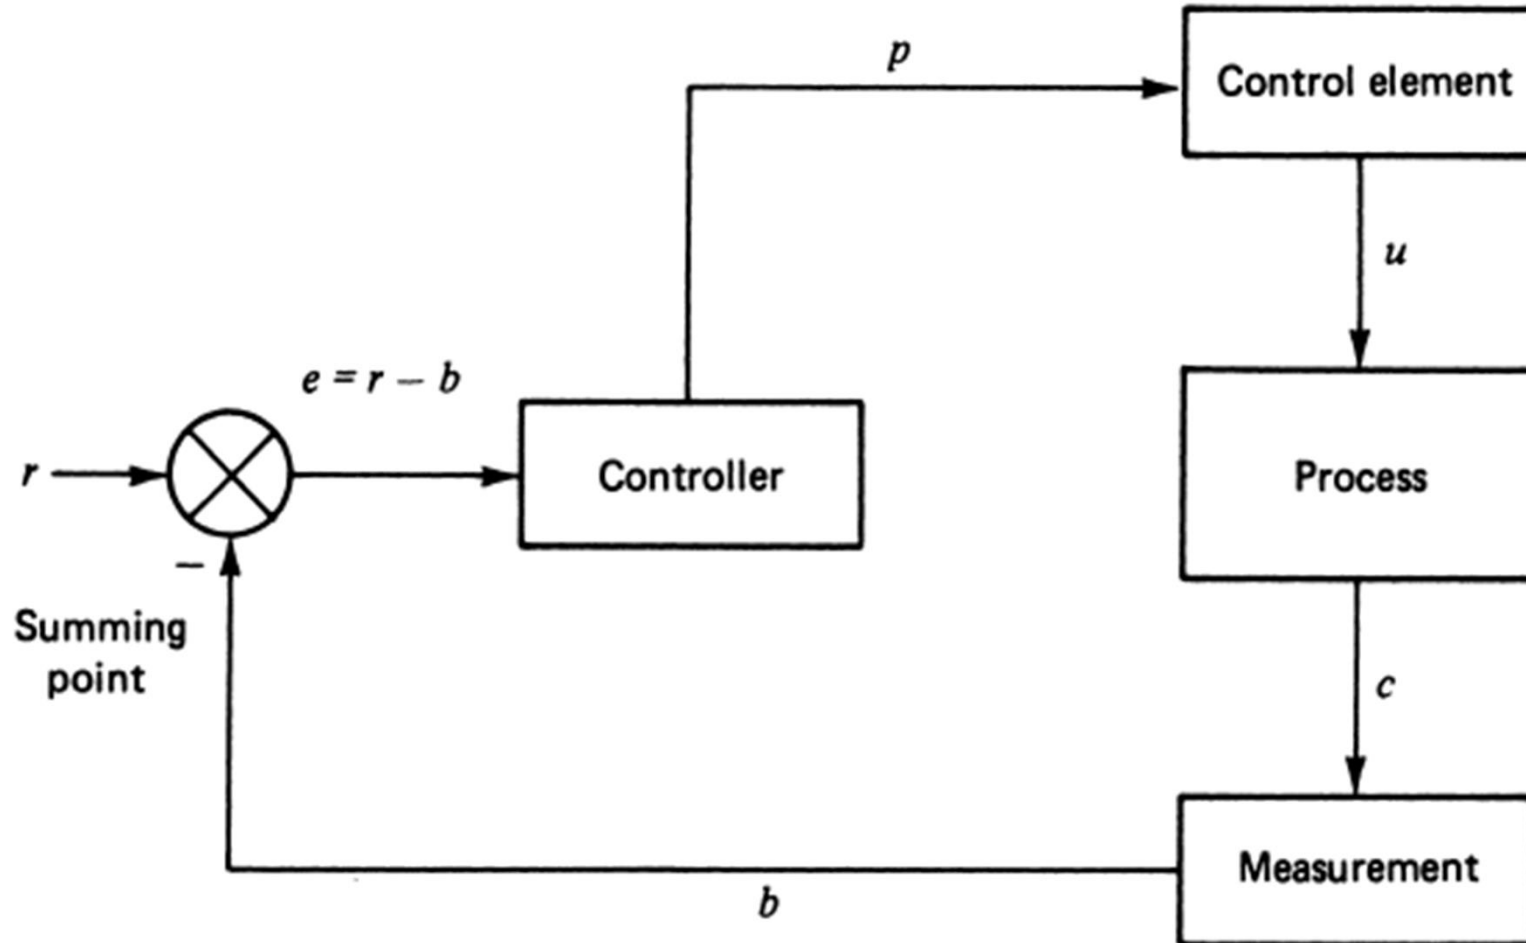 p
Control element
u
e = r – b
r
Controller
Process
–
Summing
point
c
Measurement
b